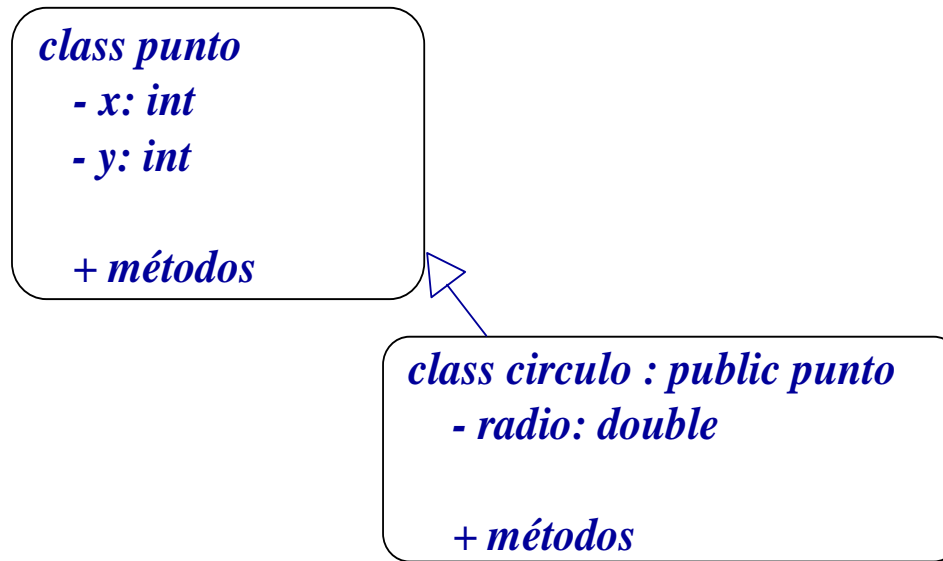 class punto
- x: int
- y: int
+ métodos
class circulo : public punto
- radio: double
+ métodos